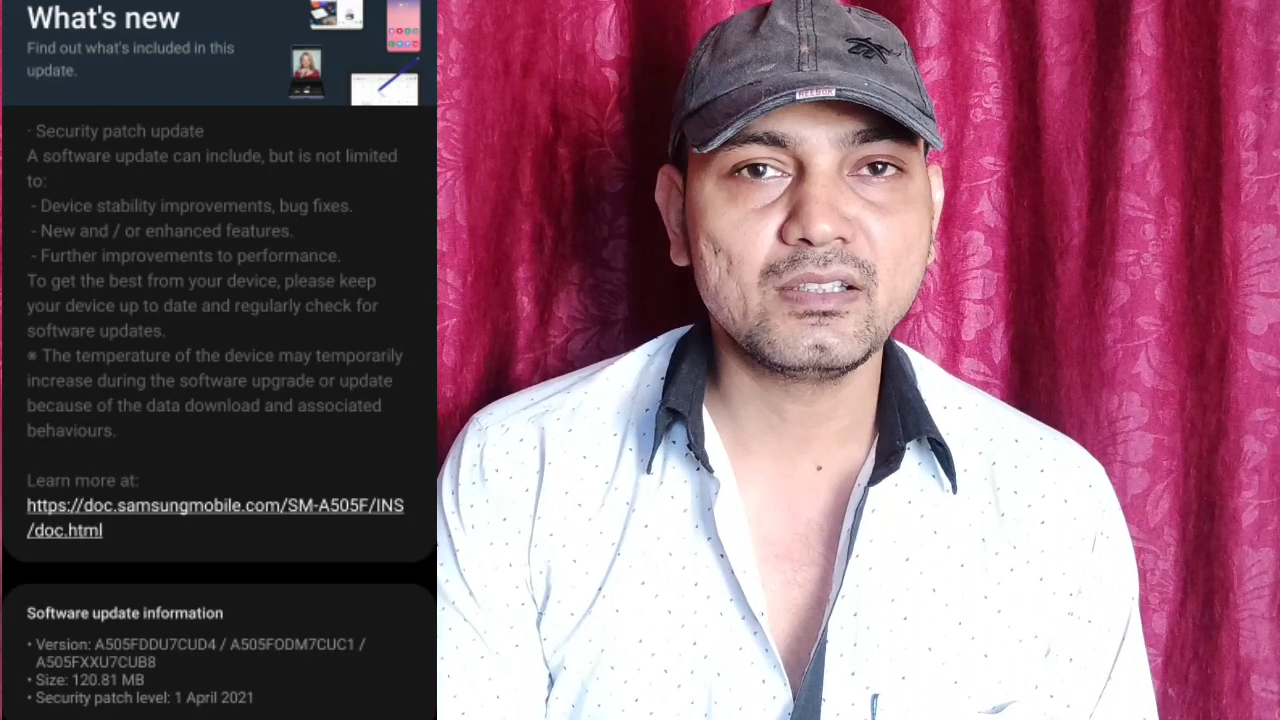 What's new
Find out what's included in this
update.
· Security patch update
A software update can include, but is not limited
to:
- Device stability improvements, bug fixes.
- New and / or enhanced features.
- Further improvements to performance.
To get the best from your device, please keep
your device up to date and regularly check for
software updates.
※ The temperature of the device may temporarily
increase during the software upgrade or update
because of the data download and associated
behaviours.
Learn more at:
https://doc.samsungmobile.com/SM-A505F/INS
/doc.html
Software update information
• Version: A505FDDU7CUD4 / A505FODM7CUC1 /
A505FXXU7CUB8
• Size: 120.81 MB
• Security patch level: 1 April 2021
REEBOK